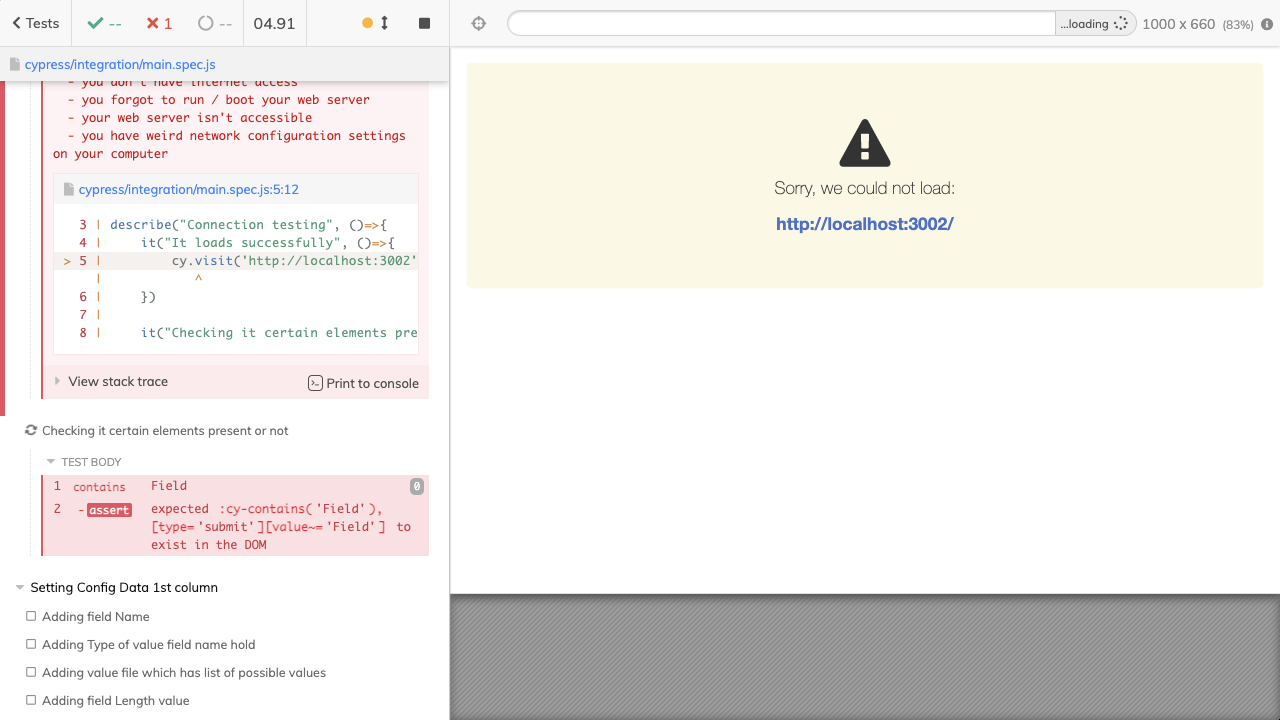 Tests
--
1
--
04.91
...loading
1000 x 660 (83%)
cypress/integration/main.spec.js
- you don't have internet access
- you forgot to run / boot your web server
- your web server isn't accessible
- you have weird network configuration settings
on your computer
cypress/integration/main.spec.js:5:12
3 | describe("Connection testing", ()=>{
4 |     it("It loads successfully", ()=>{
> 5 |         cy.visit('http://localhost:3002'
|            ^
6 |     })
7 |
8 |     it("Checking it certain elements pre
View stack trace
Print to console
Checking it certain elements present or not
TEST BODY
1 contains Field 0
2 -assert expected :cy-contains('Field'),
[type='submit'][value~='Field'] to
exist in the DOM
Setting Config Data 1st column
Adding field Name
Adding Type of value field name hold
Adding value file which has list of possible values
Adding field Length value
Sorry, we could not load:
http://localhost:3002/